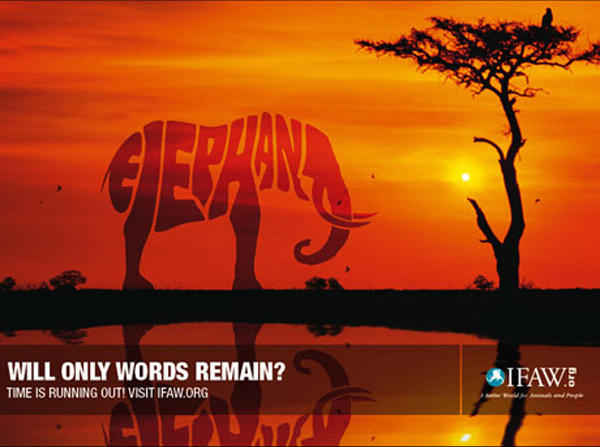 ELEPHANT
WILL ONLY WORDS REMAIN?
TIME IS RUNNING OUT! VISIT IFAW.ORG
IFAW.org
A Better World for Animals and People